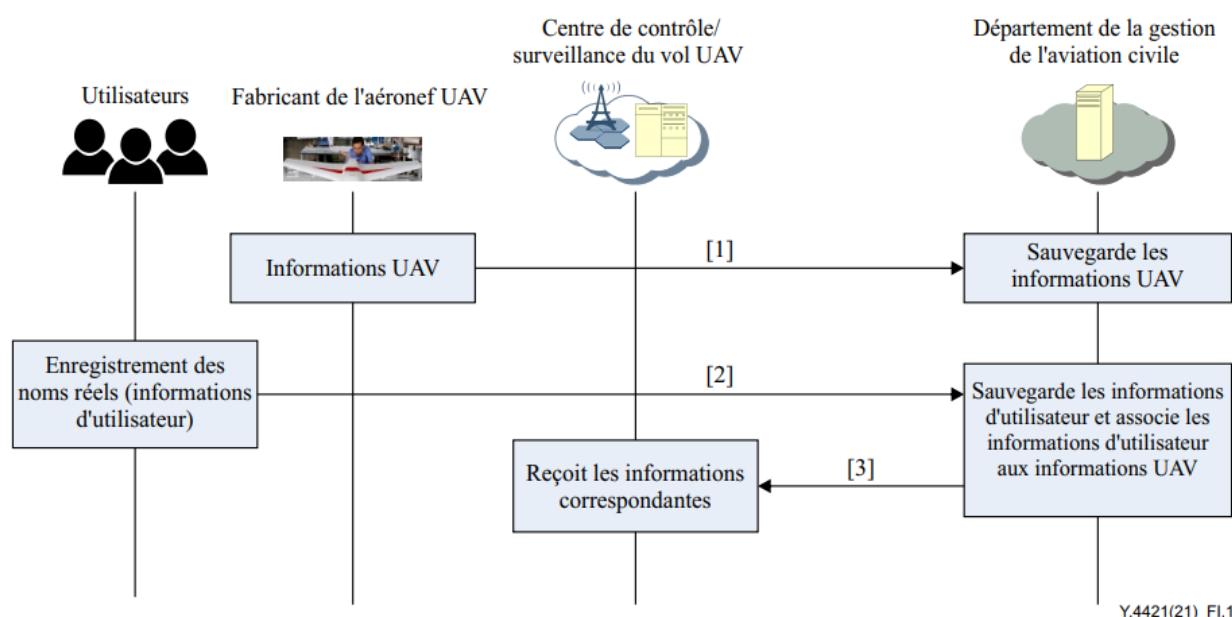 Centre de contrôle/
surveillance du vol UAV
Département de la gestion
de l'aviation civile
Utilisateurs
Fabricant de l'aéronef UAV
Informations UAV
[1]
Sauvegarde les
informations UAV
Enregistrement des
noms réels (informations
d'utilisateur)
[2]
Sauvegarde les informations
d'utilisateur et associe les
informations d'utilisateur
aux informations UAV
Reçoit les informations
correspondantes
[3]
Y.4421(21)_FI.1